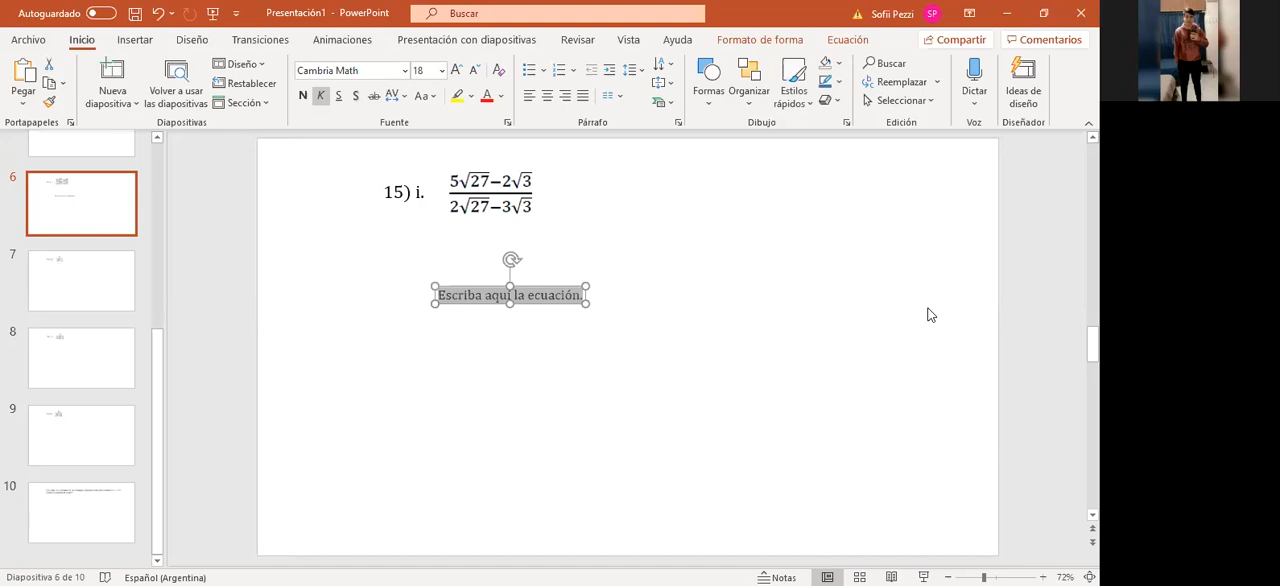 Autoguardado
Presentación1 - PowerPoint
Buscar
Sofii Pezzi
SP
Archivo
Inicio
Insertar
Diseño
Transiciones
Animaciones
Presentación con diapositivas
Revisar
Vista
Ayuda
Formato de forma
Ecuación
Compartir
Comentarios
Pegar
Nueva
diapositiva
Volver a usar
las diapositivas
Diseño
Restablecer
Sección
Cambria Math
18
N K S S ab AV Aa A
Formas
Organizar
Estilos
rápidos
Buscar
Reemplazar
Seleccionar
Dictar
Ideas de
diseño
Portapapeles
Diapositivas
Fuente
Párrafo
Dibujo
Edición
Voz
Diseñador
6
7
8
9
10
15) i.
5√27−2√3
2√27−3√3
Escriba aquí la ecuación.
Diapositiva 6 de 10
Español (Argentina)
Notas
72%